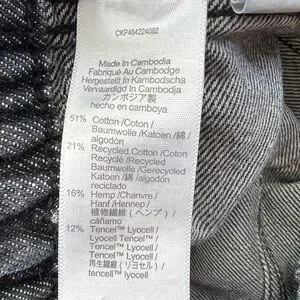 CKP464224082
Made In Cambodia
Fabriqué Au Cambodge
Hergestellt In Kambodscha
Vervaardigd In Cambodja
カンボジア製
hecho en camboya
51% Cotton /Coton /
Baumwolle /Katoen /綿 /
algodón
21% Recycled Cotton /Coton
Recyclé /Recycled
Baumwolle /Gerecycled
Katoen /綿 /algodón
reciclado
16% Hemp /Chanvre /
Hanf /Hennep /
植物繊維 (ヘンプ) /
cáñamo
12% Tencel™ Lyocell /
Lyocell Tencel™ /
Tencel™ Lyocell /
Tencel™ Lyocell /
再生繊維 (リヨセル) /
tencel™ lyocell